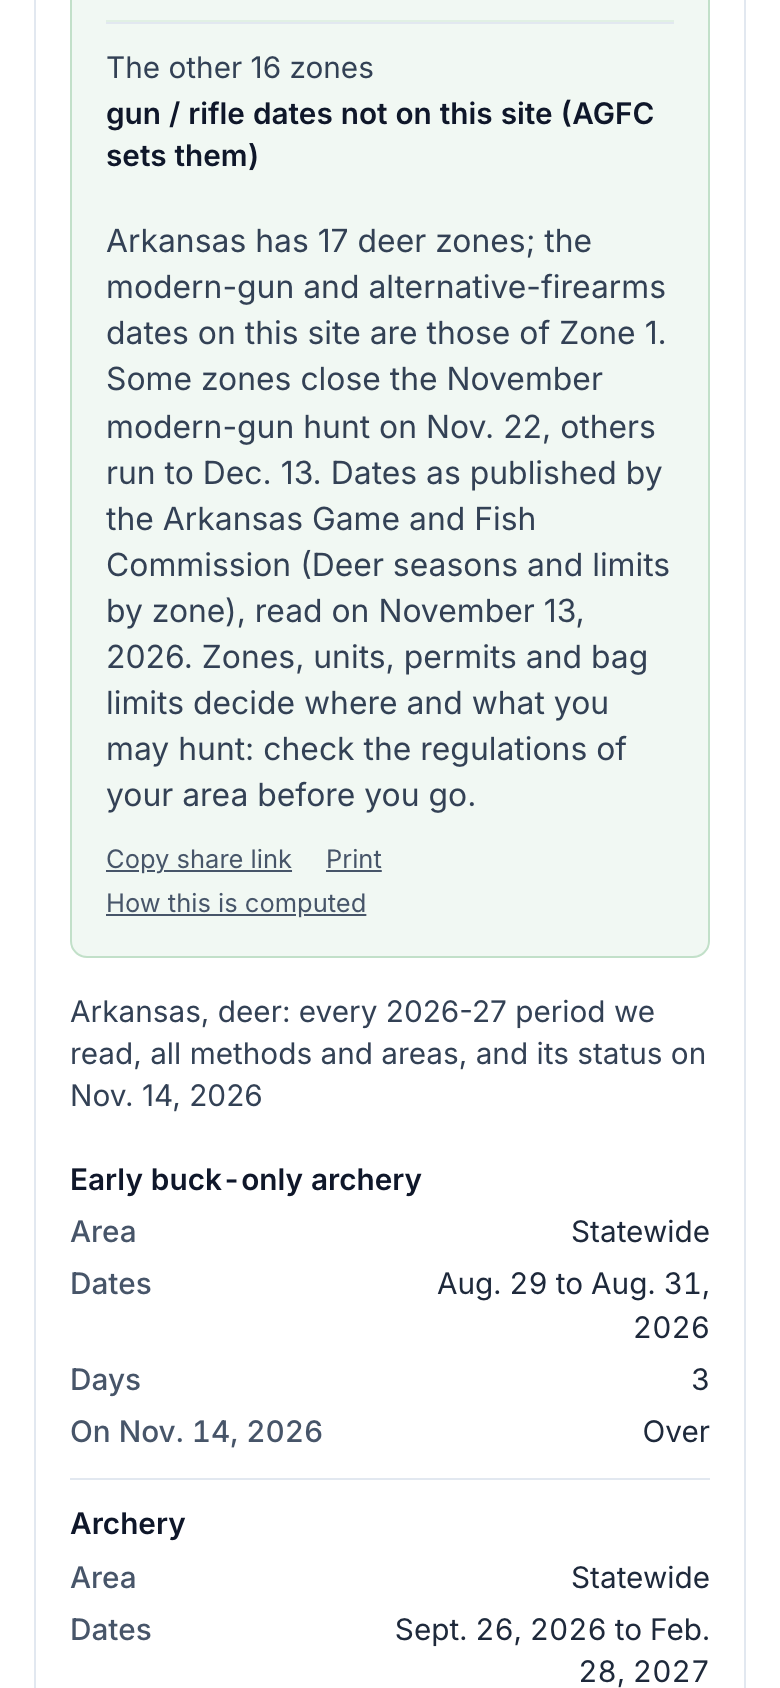 The other 16 zones
gun / rifle dates not on this site (AGFC
sets them)
Arkansas has 17 deer zones; the
modern-gun and alternative-firearms
dates on this site are those of Zone 1.
Some zones close the November
modern-gun hunt on Nov. 22, others
run to Dec. 13. Dates as published by
the Arkansas Game and Fish
Commission (Deer seasons and limits
by zone), read on November 13,
2026. Zones, units, permits and bag
limits decide where and what you
may hunt: check the regulations of
your area before you go.
Copy share link Print
How this is computed
Arkansas, deer: every 2026-27 period we
read, all methods and areas, and its status on
Nov. 14, 2026
Early buck-only archery
Area Statewide
Dates Aug. 29 to Aug. 31,
2026
Days 3
On Nov. 14, 2026 Over
Archery
Area Statewide
Dates Sept. 26, 2026 to Feb.
28, 2027